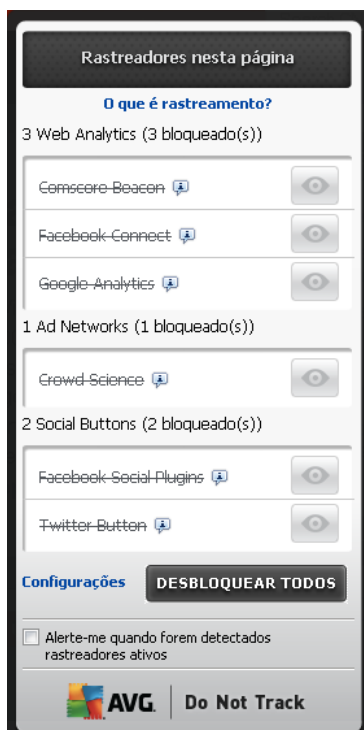 Rastreadores nesta página
O que é rastreamento?
3 Web Analytics (3 bloqueado(s))
Comscore Beacon
Facebook Connect
Google Analytics
1 Ad Networks (1 bloqueado(s))
Crowd Science
2 Social Buttons (2 bloqueado(s))
Facebook Social Plugins
Twitter Button
Configurações DESBLOQUEAR TODOS
Alerte-me quando forem detectados
rastreadores ativos
AVG. Do Not Track